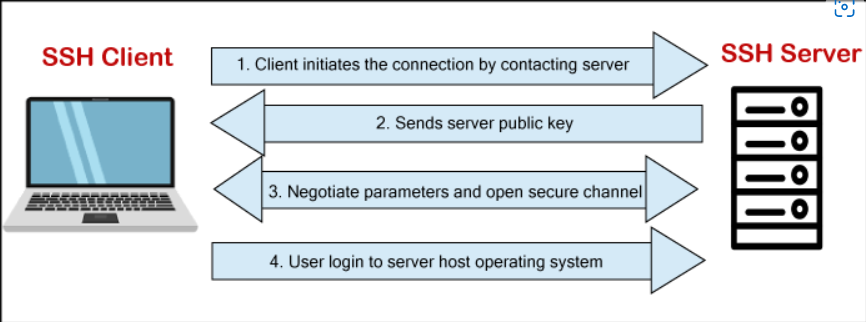 SSH Client
SSH Server
1. Client initiates the connection by contacting server
2. Sends server public key
3. Negotiate parameters and open secure channel
4. User login to server host operating system